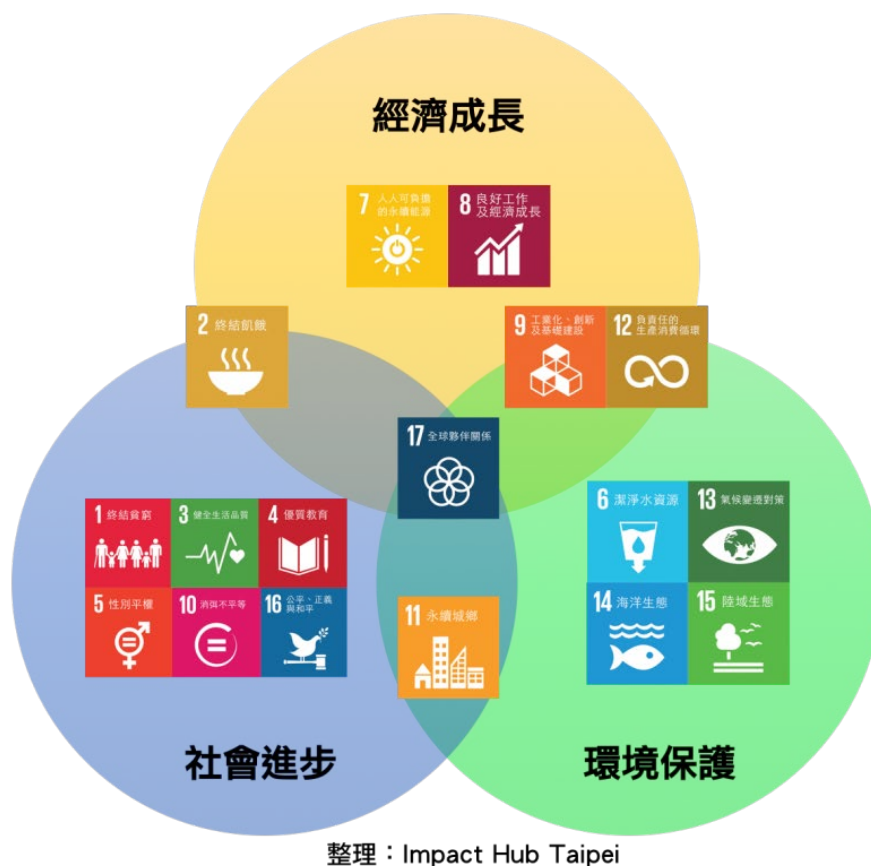 經濟成長
7 人人可負擔
的永續能源
8 良好工作
及經濟成長
2 終結飢餓
9 工業化、創新
及基礎建設
12 負責任的
生產消費循環
17 全球夥伴關係
1 終結貧窮
3 健全生活品質
4 優質教育
5 性別平權
10 消弭不平等
16 公平、正義
與和平
6 潔淨水資源
13 氣候變遷對策
14 海洋生態
15 陸域生態
11 永續城鄉
社會進步
環境保護
整理：Impact Hub Taipei